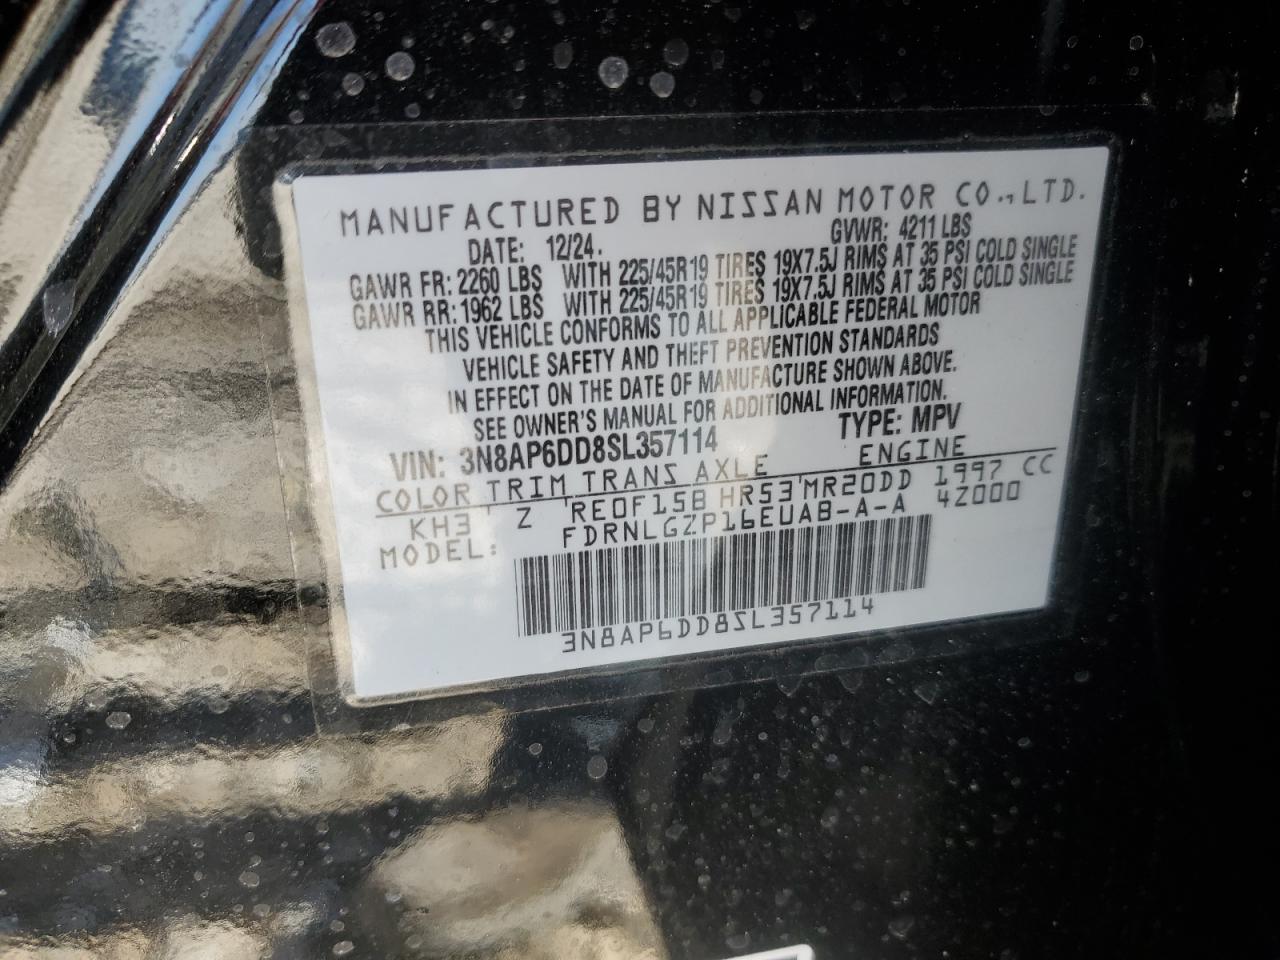 MANUFACTURED BY NISSAN MOTOR CO., LTD.
DATE: 12/24. GVWR: 4211 LBS
GAWR FR: 2260 LBS WITH 225/45R19 TIRES 19X7.5J RIMS AT 35 PSI COLD SINGLE
GAWR RR: 1962 LBS WITH 225/45R19 TIRES 19X7.5J RIMS AT 35 PSI COLD SINGLE
THIS VEHICLE CONFORMS TO ALL APPLICABLE FEDERAL MOTOR
VEHICLE SAFETY AND THEFT PREVENTION STANDARDS
IN EFFECT ON THE DATE OF MANUFACTURE SHOWN ABOVE.
SEE OWNER'S MANUAL FOR ADDITIONAL INFORMATION.
VIN: 3N8AP6DD8SL357114 TYPE: MPV
COLOR TRIM TRANS AXLE ENGINE
KH3 Z RE0F15B HR53 MR20DD 1997 CC
MODEL: FDRNLGZP16EUAB-A-A 4Z000
3N8AP6DD8SL357114